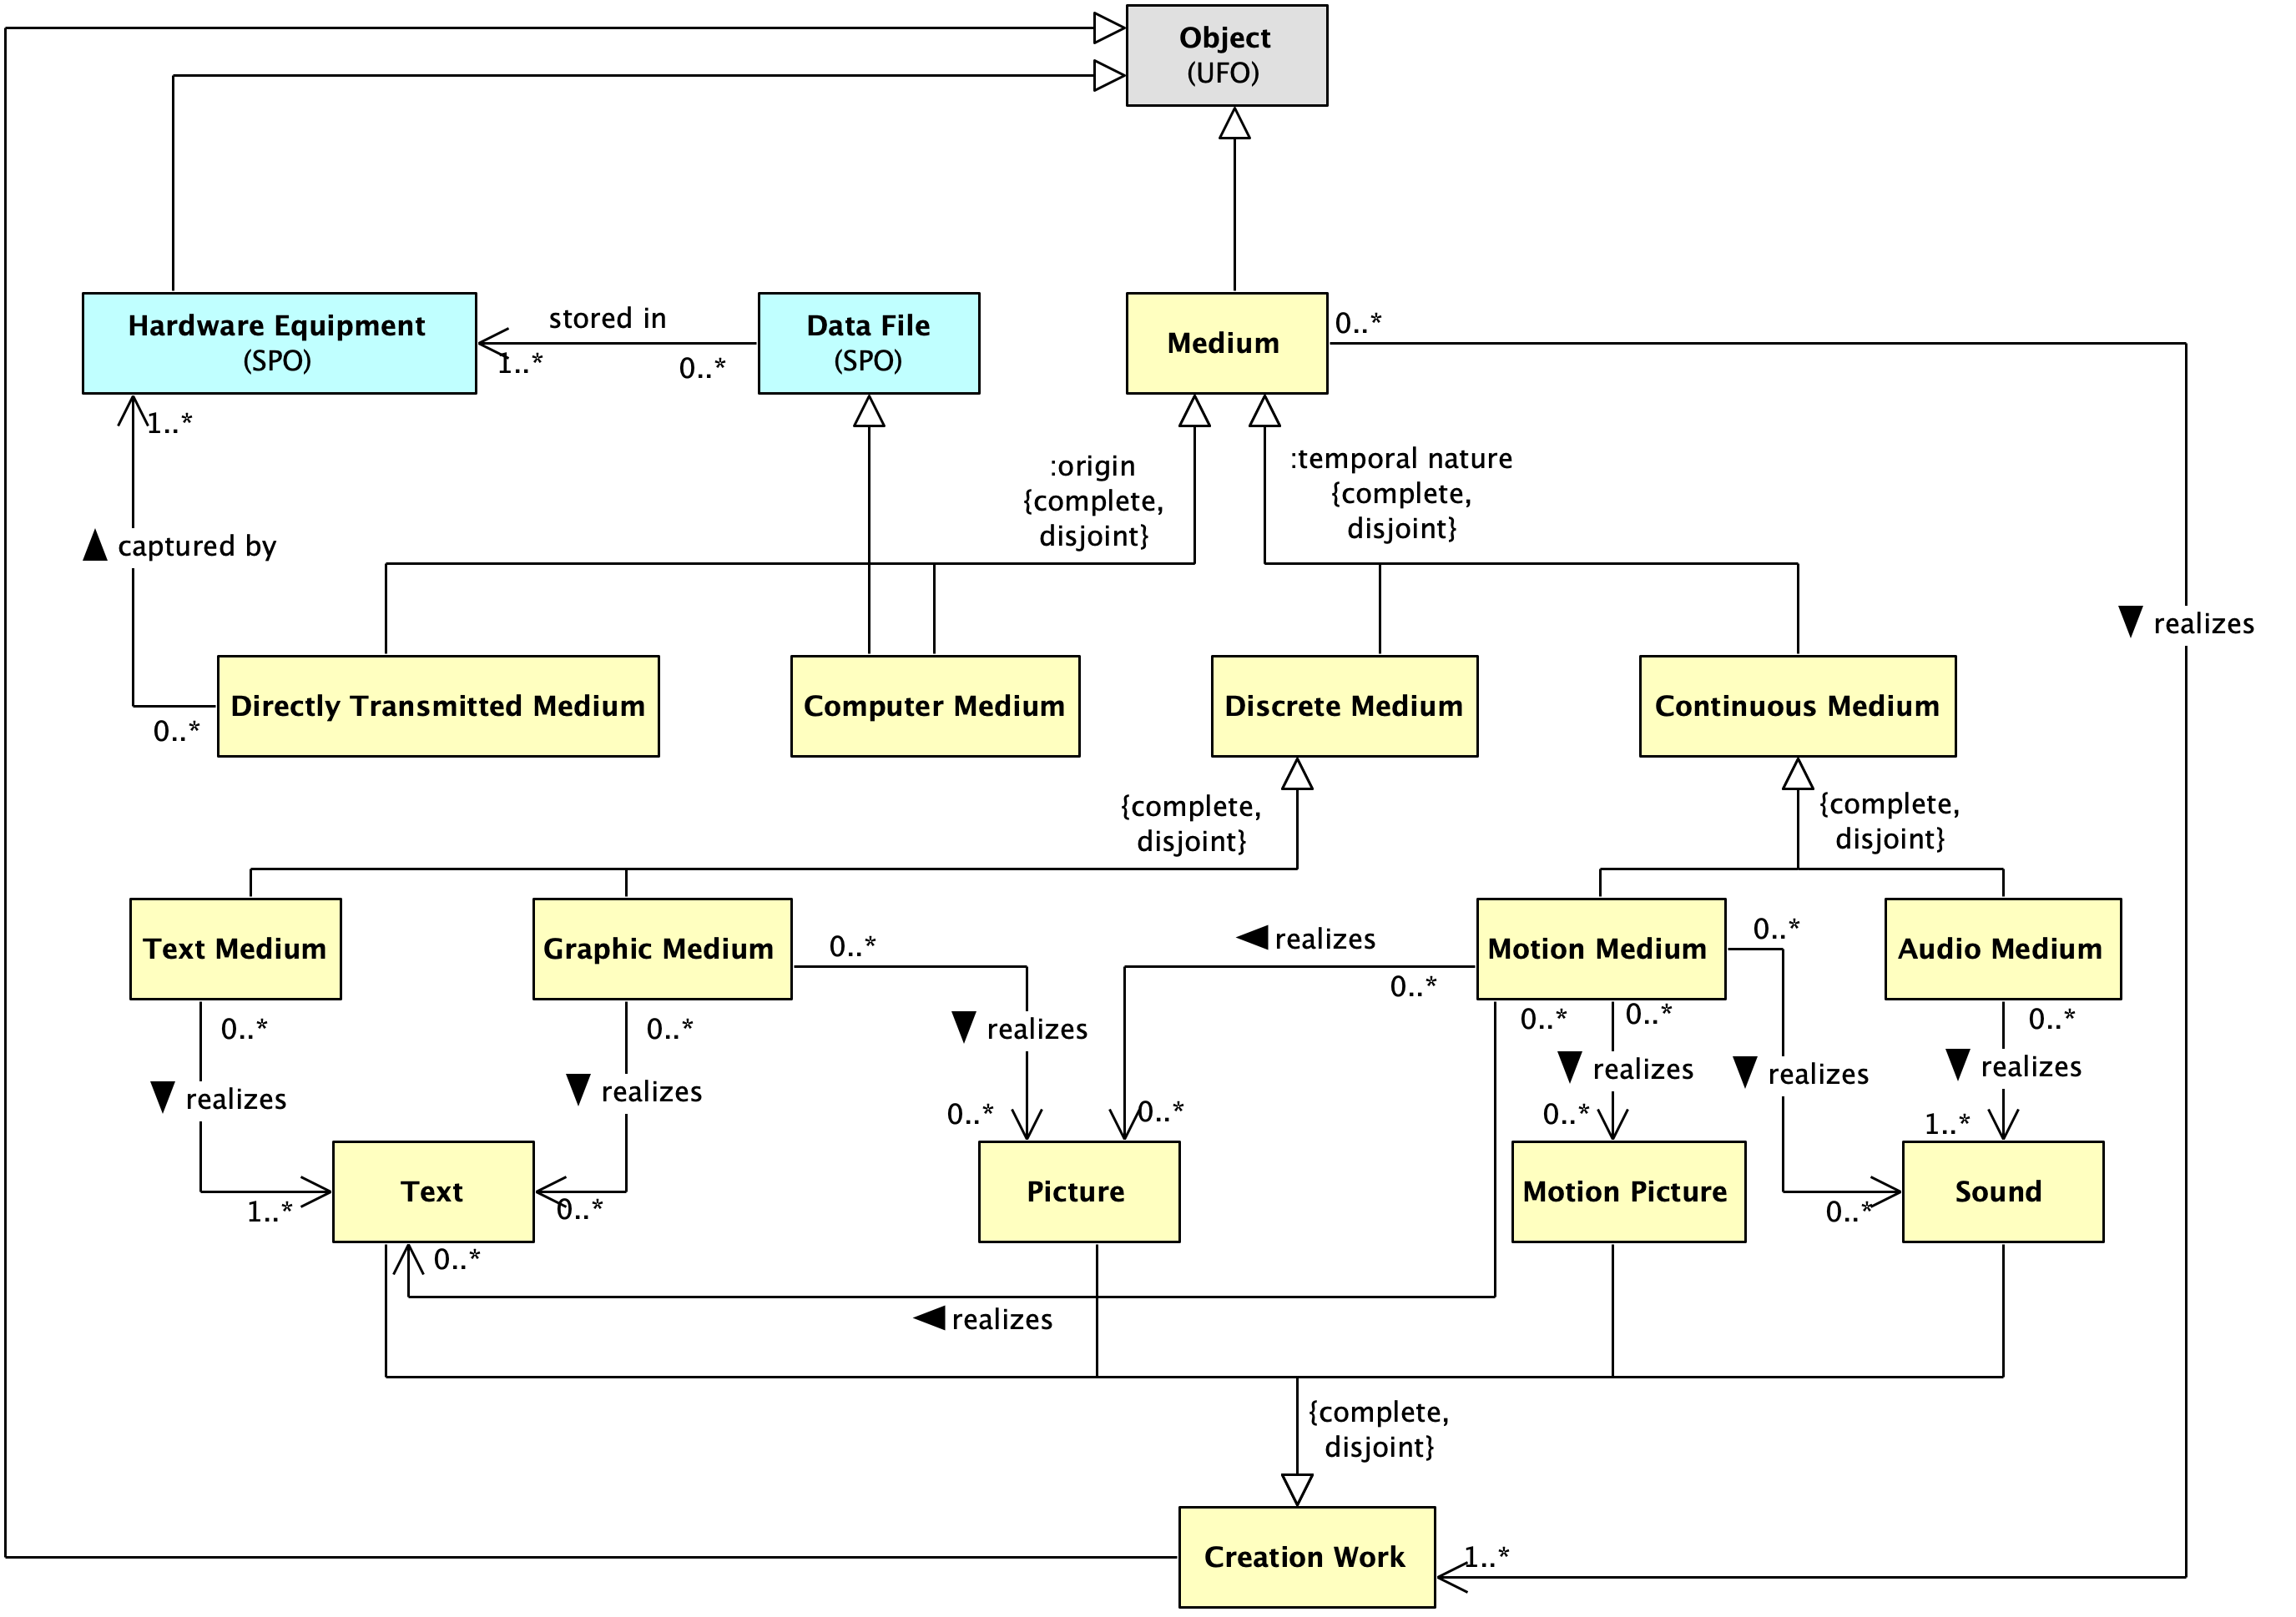 Object
(UFO)
Hardware Equipment
(SPO)
stored in
1..*
0..*
Data File
(SPO)
Medium
0..*
1..*
:origin
{complete,
disjoint}
:temporal nature
{complete,
disjoint}
captured by
realizes
0..*
Directly Transmitted Medium
Computer Medium
Discrete Medium
Continuous Medium
{complete,
disjoint}
{complete,
disjoint}
Text Medium
Graphic Medium
0..*
realizes
0..*
Motion Medium
0..*
Audio Medium
0..*
realizes
0..*
realizes
realizes
0..*
0..*
realizes
realizes
0..*
realizes
0..*
0..*
0..*
0..*
1..*
1..*
Text
0..*
Picture
Motion Picture
0..*
Sound
0..*
realizes
{complete,
disjoint}
Creation Work
1..*